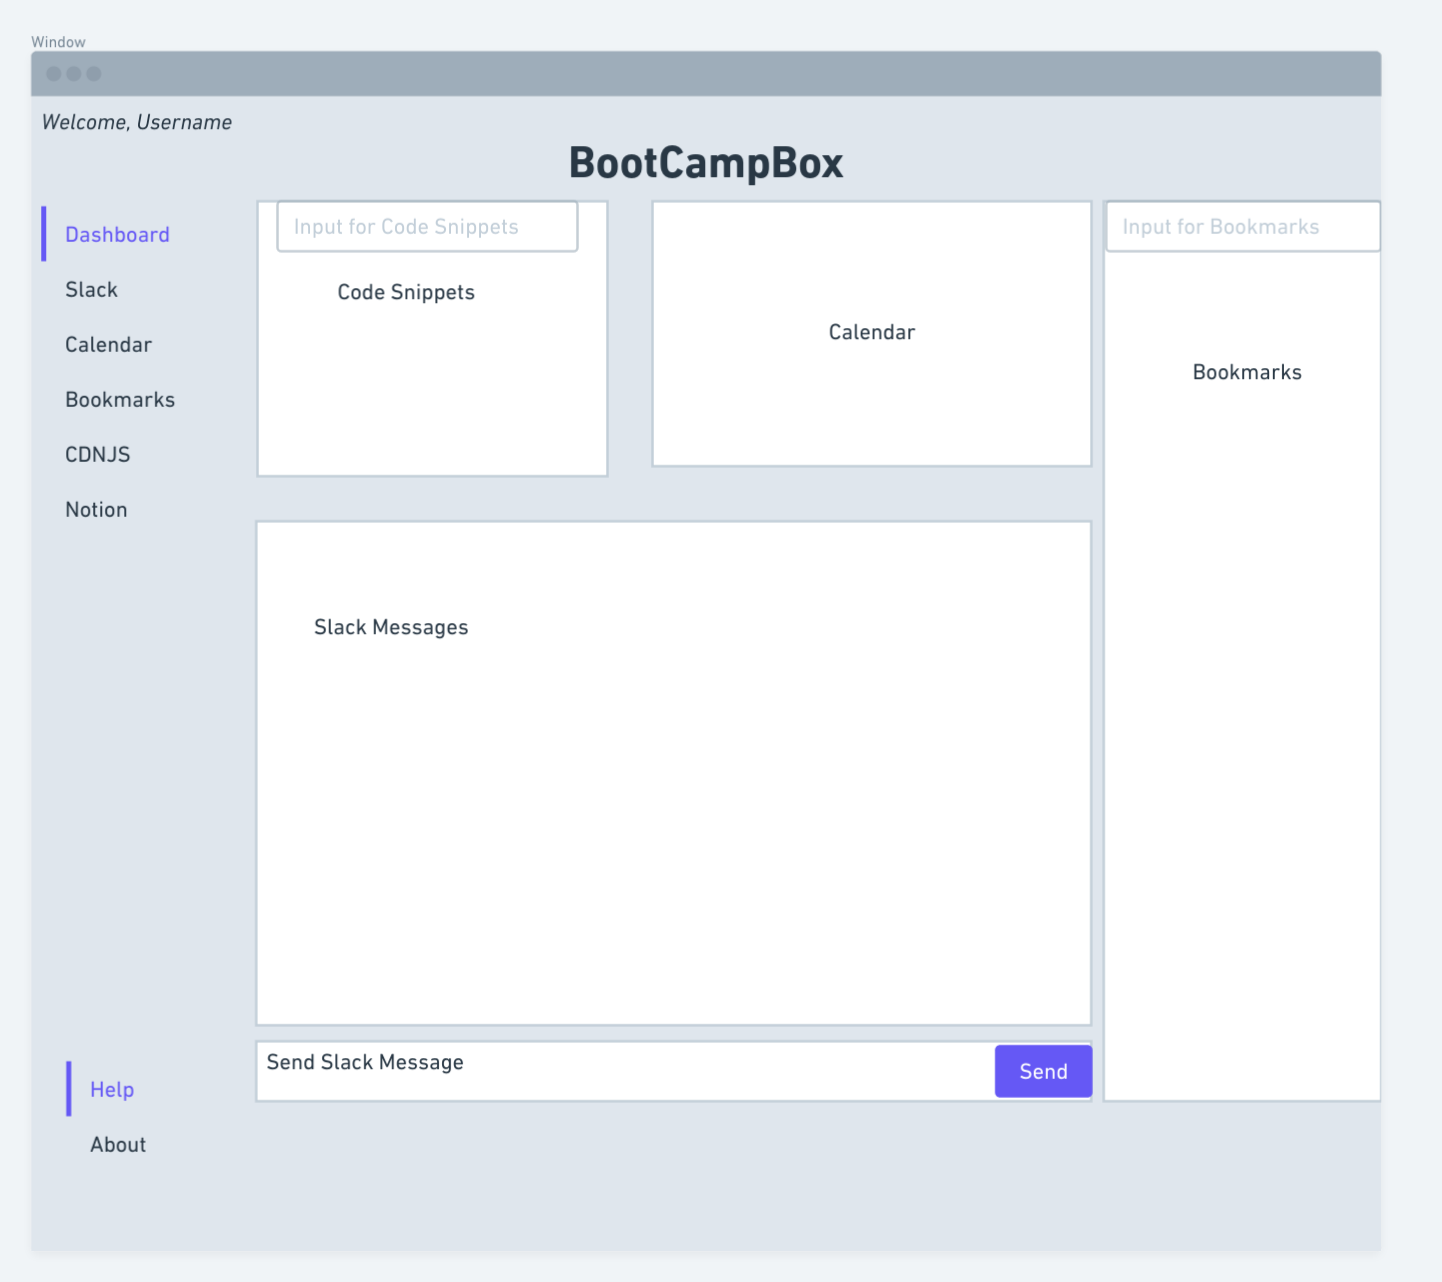 Window
Welcome, Username
BootCampBox
Dashboard
Slack
Calendar
Bookmarks
CDNJS
Notion
Help
About
Input for Code Snippets
Code Snippets
Calendar
Input for Bookmarks
Bookmarks
Slack Messages
Send Slack Message
Send